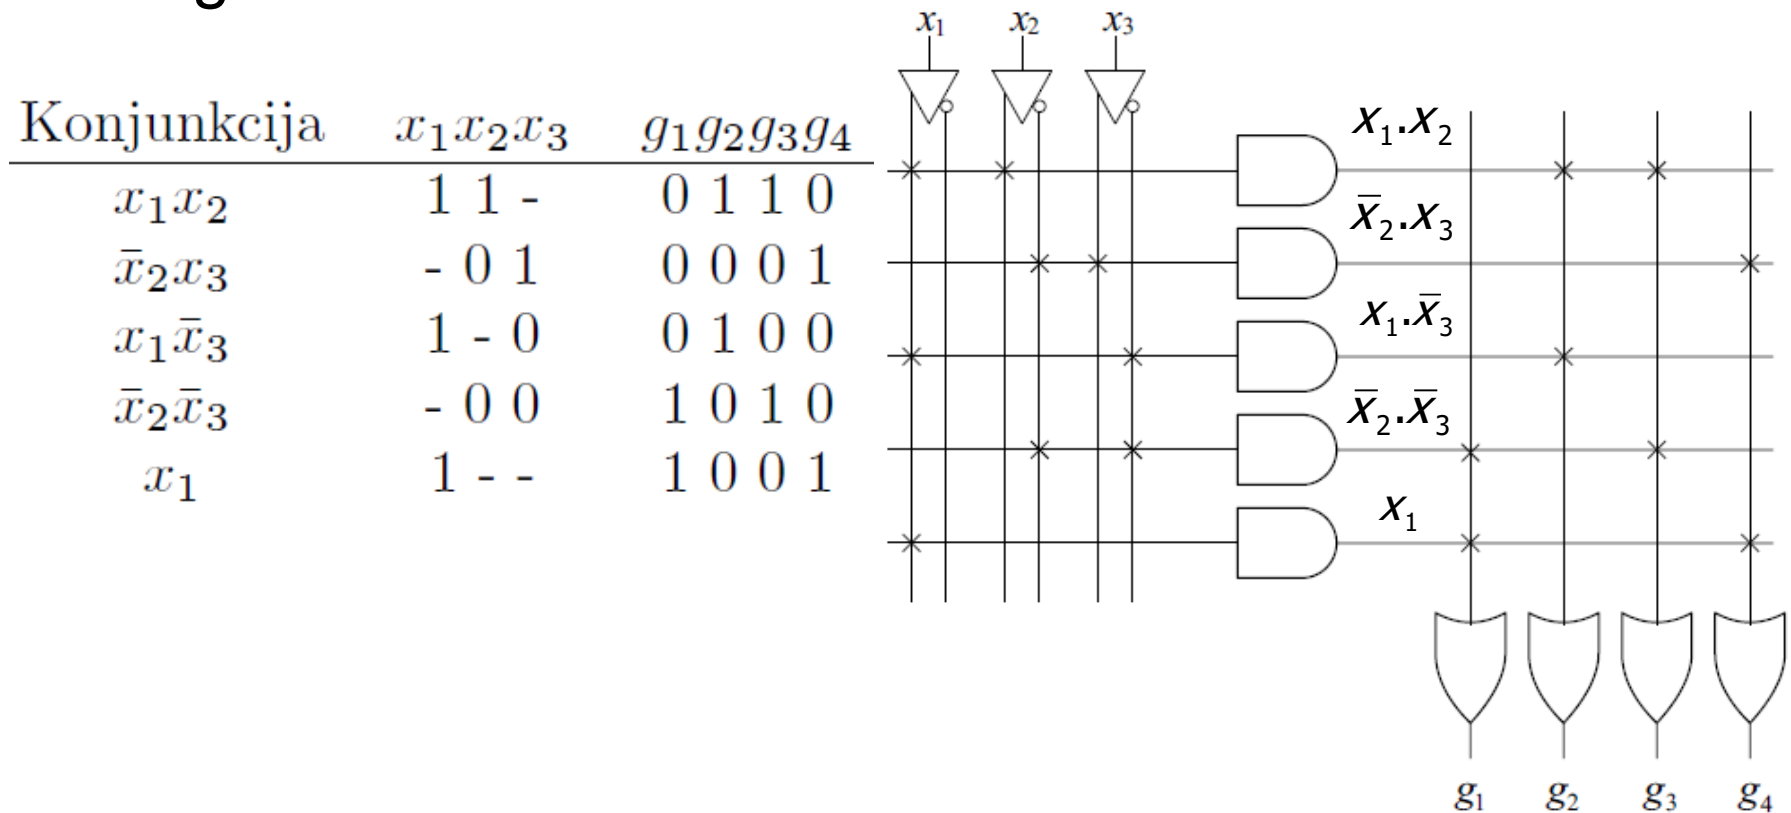 g
Konjunkcija x₁x₂x₃ g₁g₂g₃g₄
x₁x₂ 1 1 - 0 1 1 0
x̄₂x₃ - 0 1 0 0 0 1
x₁x̄₃ 1 - 0 0 1 0 0
x̄₂x̄₃ - 0 0 1 0 1 0
x₁ 1 - - 1 0 0 1
x₁ x₂ x₃
x₁.x₂
x̄₂.x₃
x₁.x̄₃
x̄₂.x̄₃
x₁
g₁ g₂ g₃ g₄